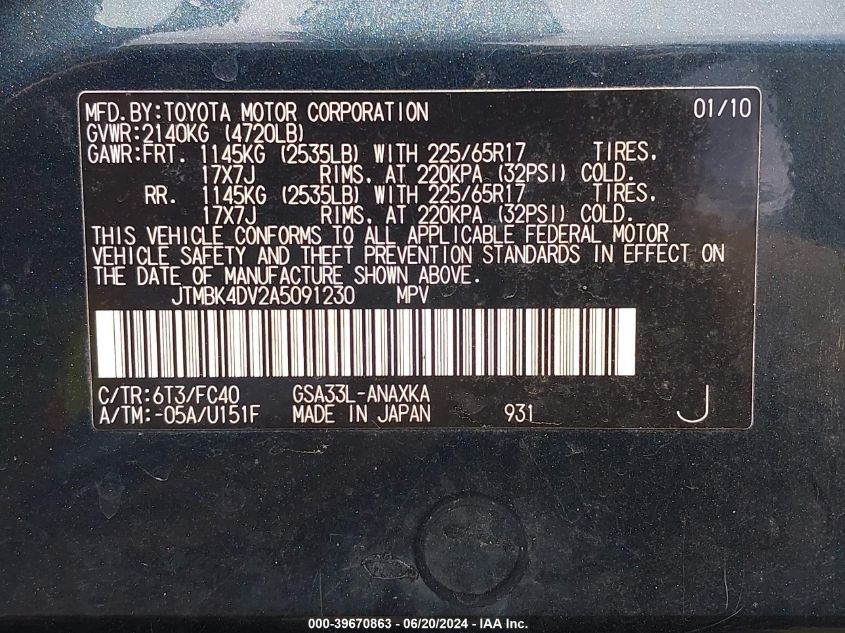 MFD.BY:TOYOTA MOTOR CORPORATION 01/10
GVWR:2140KG (4720LB)
GAWR:FRT. 1145KG (2535LB) WITH 225/65R17 TIRES,
17X7J RIMS, AT 220KPA (32PSI) COLD.
RR. 1145KG (2535LB) WITH 225/65R17 TIRES,
17X7J RIMS, AT 220KPA (32PSI) COLD.
THIS VEHICLE CONFORMS TO ALL APPLICABLE FEDERAL MOTOR
VEHICLE SAFETY AND THEFT PREVENTION STANDARDS IN EFFECT ON
THE DATE OF MANUFACTURE SHOWN ABOVE.
JTMBK4DV2A5091230 MPV
C/TR:6T3/FC40 GSA33L-ANAXKA
A/TM:-05A/U151F MADE IN JAPAN 931 J
000-39670863 - 06/20/2024 - IAA Inc.